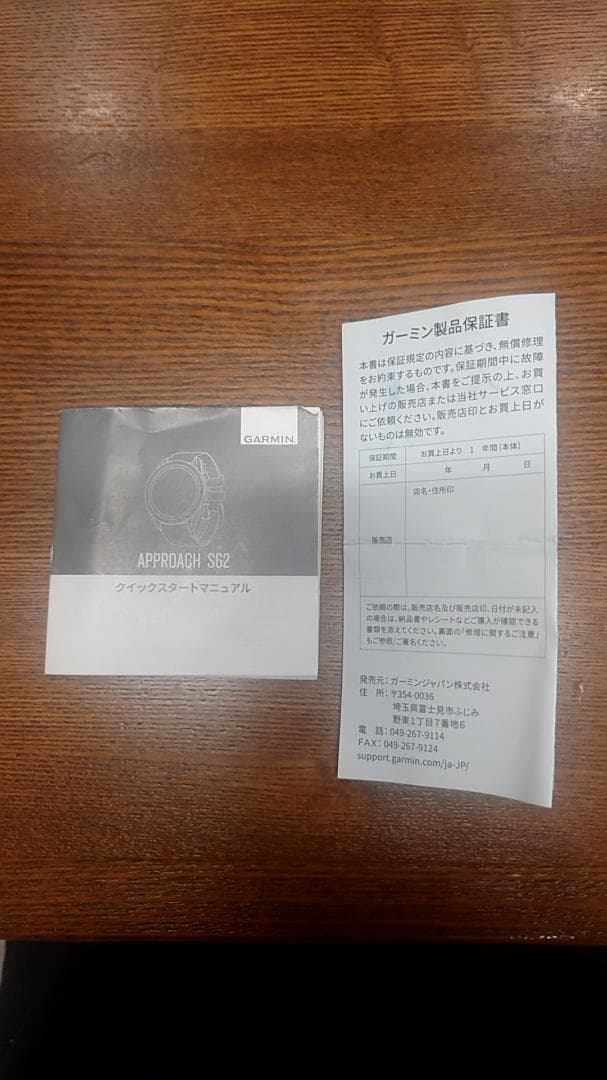 GARMIN
APPROACH S62
クイックスタートマニュアル
ガーミン製品保証書
本書は保証規定の内容に基づき、無償修理
をお約束するものです。保証期間中に故障
が発生した場合、本書をご提示の上、お買
い上げの販売店または当社サービス窓口
にご依頼ください。販売店印とお買上日が
ないものは無効です。
保証期間 お買上日より 1 年間(本体)
お買上日 年 月 日
店名・住所印
販売店
ご依頼の際は、販売店名及び販売店印、日付が未記入
の場合は、納品書やレシートなどご購入が確認できる
書類を添えてください。裏面の「修理に関するご注意」
もご参照/ご署名ください。
発売元：ガーミンジャパン株式会社
住 所：〒354-0036
埼玉県富士見市ふじみ
野東1丁目7番地6
電 話：049-267-9114
FAX：049-267-9124
support.garmin.com/ja-JP/